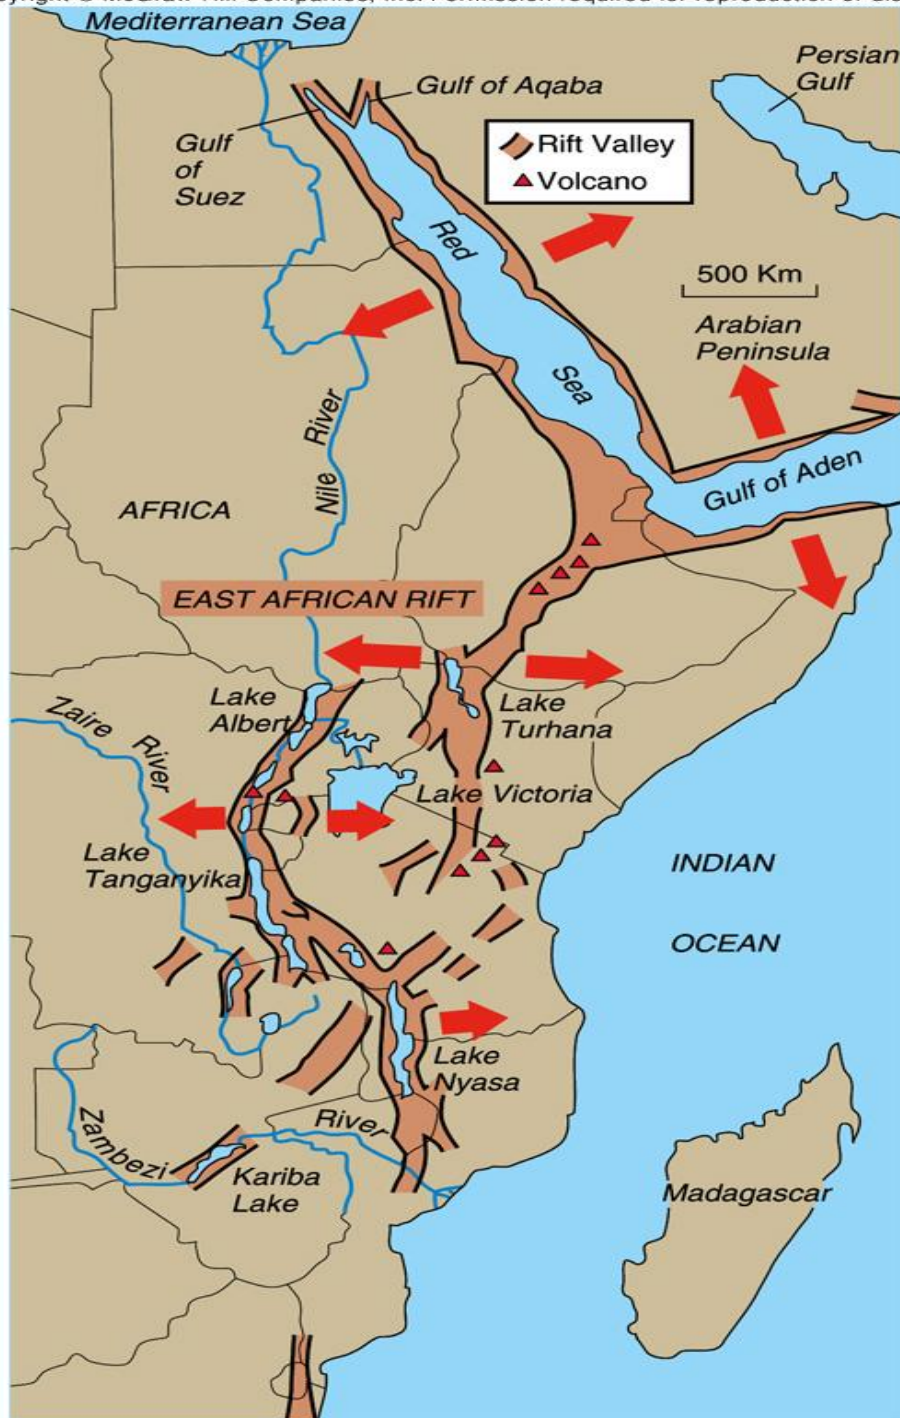 Mediterranean Sea
Persian
Gulf
Gulf of Aqaba
Gulf
of
Suez
Rift Valley
Volcano
Red
Sea
500 Km
Arabian
Peninsula
Nile River
AFRICA
Gulf of Aden
EAST AFRICAN RIFT
Lake
Albert
Lake
Turhana
Zaire River
Lake Victoria
Lake
Tanganyika
INDIAN
OCEAN
Lake
Nyasa
Zambezi River
Kariba
Lake
Madagascar